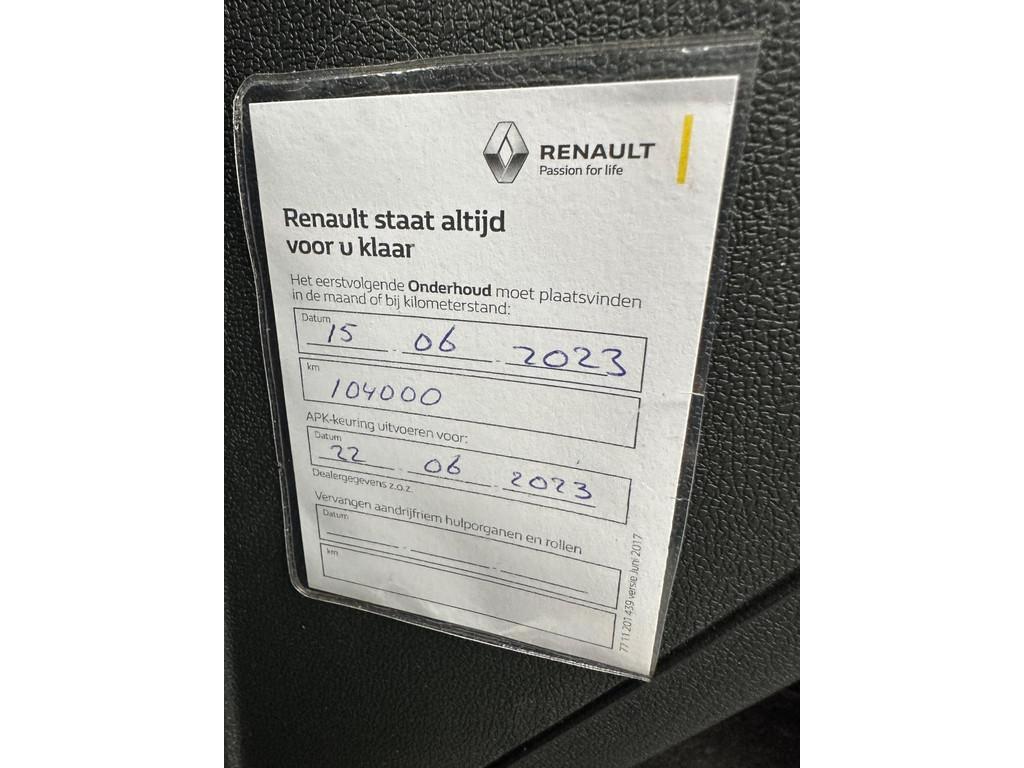 RENAULT
Passion for life
Renault staat altijd
voor u klaar
Het eerstvolgende Onderhoud moet plaatsvinden
in de maand of bij kilometerstand:
Datum
15 06 2023
km
104000
APK-keuring uitvoeren voor:
Datum
22 06 2023
Dealergegevens z.o.z.
Vervangen aandrijfriem hulporganen en rollen
Datum
km
77 11 201 439 versie Juni 2017